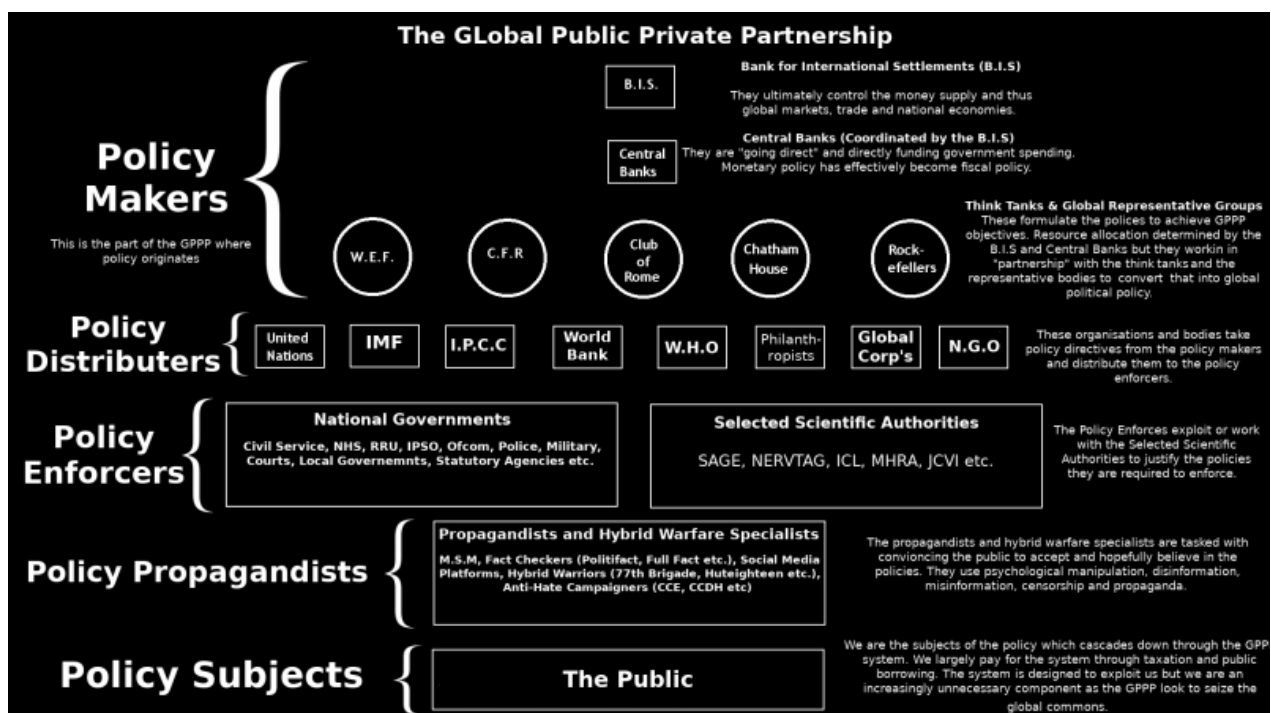 The GLobal Public Private Partnership
Policy
Makers
This is the part of the GPPP where
policy originates
B.I.S.
Bank for International Settlements (B.I.S)
They ultimately control the money supply and thus
global markets, trade and national economies.
Central
Banks
Central Banks (Coordinated by the B.I.S)
They are "going direct" and directly funding government spending.
Monetary policy has effectively become fiscal policy.
W.E.F.
C.F.R
Club
of
Rome
Chatham
House
Rock-
efellers
Think Tanks & Global Representative Groups
These formulate the polices to achieve GPPP
objectives. Resource allocation determined by the
B.I.S and Central Banks but they workin in
"partnership" with the think tanks and the
representative bodies to convert that into global
political policy.
Policy
Distributers
United
Nations
IMF
I.P.C.C
World
Bank
W.H.O
Philanth-
ropists
Global
Corp's
N.G.O
These organisations and bodies take
policy directives from the policy makers
and distribute them to the policy
enforcers.
Policy
Enforcers
National Governments
Civil Service, NHS, RRU, IPSO, Ofcom, Police, Military,
Courts, Local Governemnts, Statutory Agencies etc.
Selected Scientific Authorities
SAGE, NERVTAG, ICL, MHRA, JCVI etc.
The Policy Enforces exploit or work
with the Selected Scientific
Authorities to justify the policies
they are required to enforce.
Policy Propagandists
Propagandists and Hybrid Warfare Specialists
M.S.M, Fact Checkers (Politifact, Full Fact etc.), Social Media
Platforms, Hybrid Warriors (77th Brigade, Huteighteen etc.),
Anti-Hate Campaigners (CCE, CCDH etc)
The propagandists and hybrid warfare specialists are tasked with
convioncing the public to accept and hopefully believe in the
policies. They use psychological manipulation, disinformation,
misinformation, censorship and propaganda.
Policy Subjects
The Public
We are the subjects of the policy which cascades down through the GPP
system. We largely pay for the system through taxation and public
borrowing. The system is designed to exploit us but we are an
increasingly unnecessary component as the GPPP look to seize the
global commons.